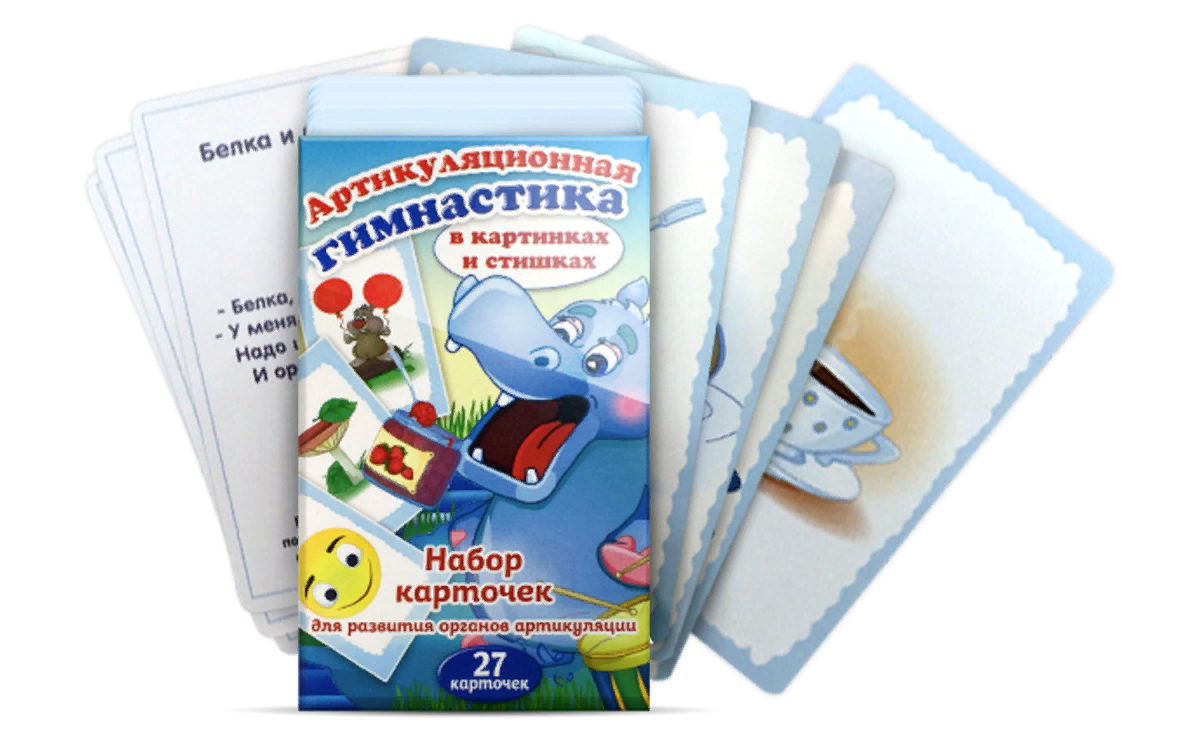 Белка и
- Белка,
- У меня
Надо
И ор
Артикуляционная
гимнастика
в картинках
и стишках
Набор
карточек
для развития органов артикуляции
27
карточек